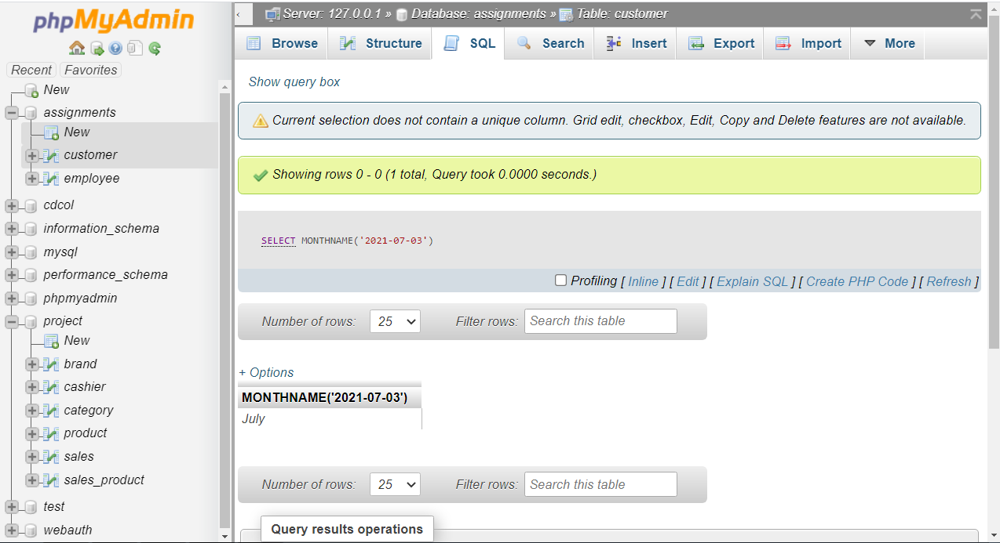 phpMyAdmin
Recent Favorites
New
assignments
New
customer
employee
cdcol
information_schema
mysql
performance_schema
phpmyadmin
project
New
brand
cashier
category
product
sales
sales_product
test
webauth
Server: 127.0.0.1 » Database: assignments » Table: customer
Browse Structure SQL Search Insert Export Import More
Show query box
Current selection does not contain a unique column. Grid edit, checkbox, Edit, Copy and Delete features are not available.
Showing rows 0 - 0 (1 total, Query took 0.0000 seconds.)
SELECT MONTHNAME('2021-07-03')
Profiling [ Inline ] [ Edit ] [ Explain SQL ] [ Create PHP Code ] [ Refresh ]
Number of rows: 25 Filter rows: Search this table
+ Options
MONTHNAME('2021-07-03')
July
Number of rows: 25 Filter rows: Search this table
Query results operations